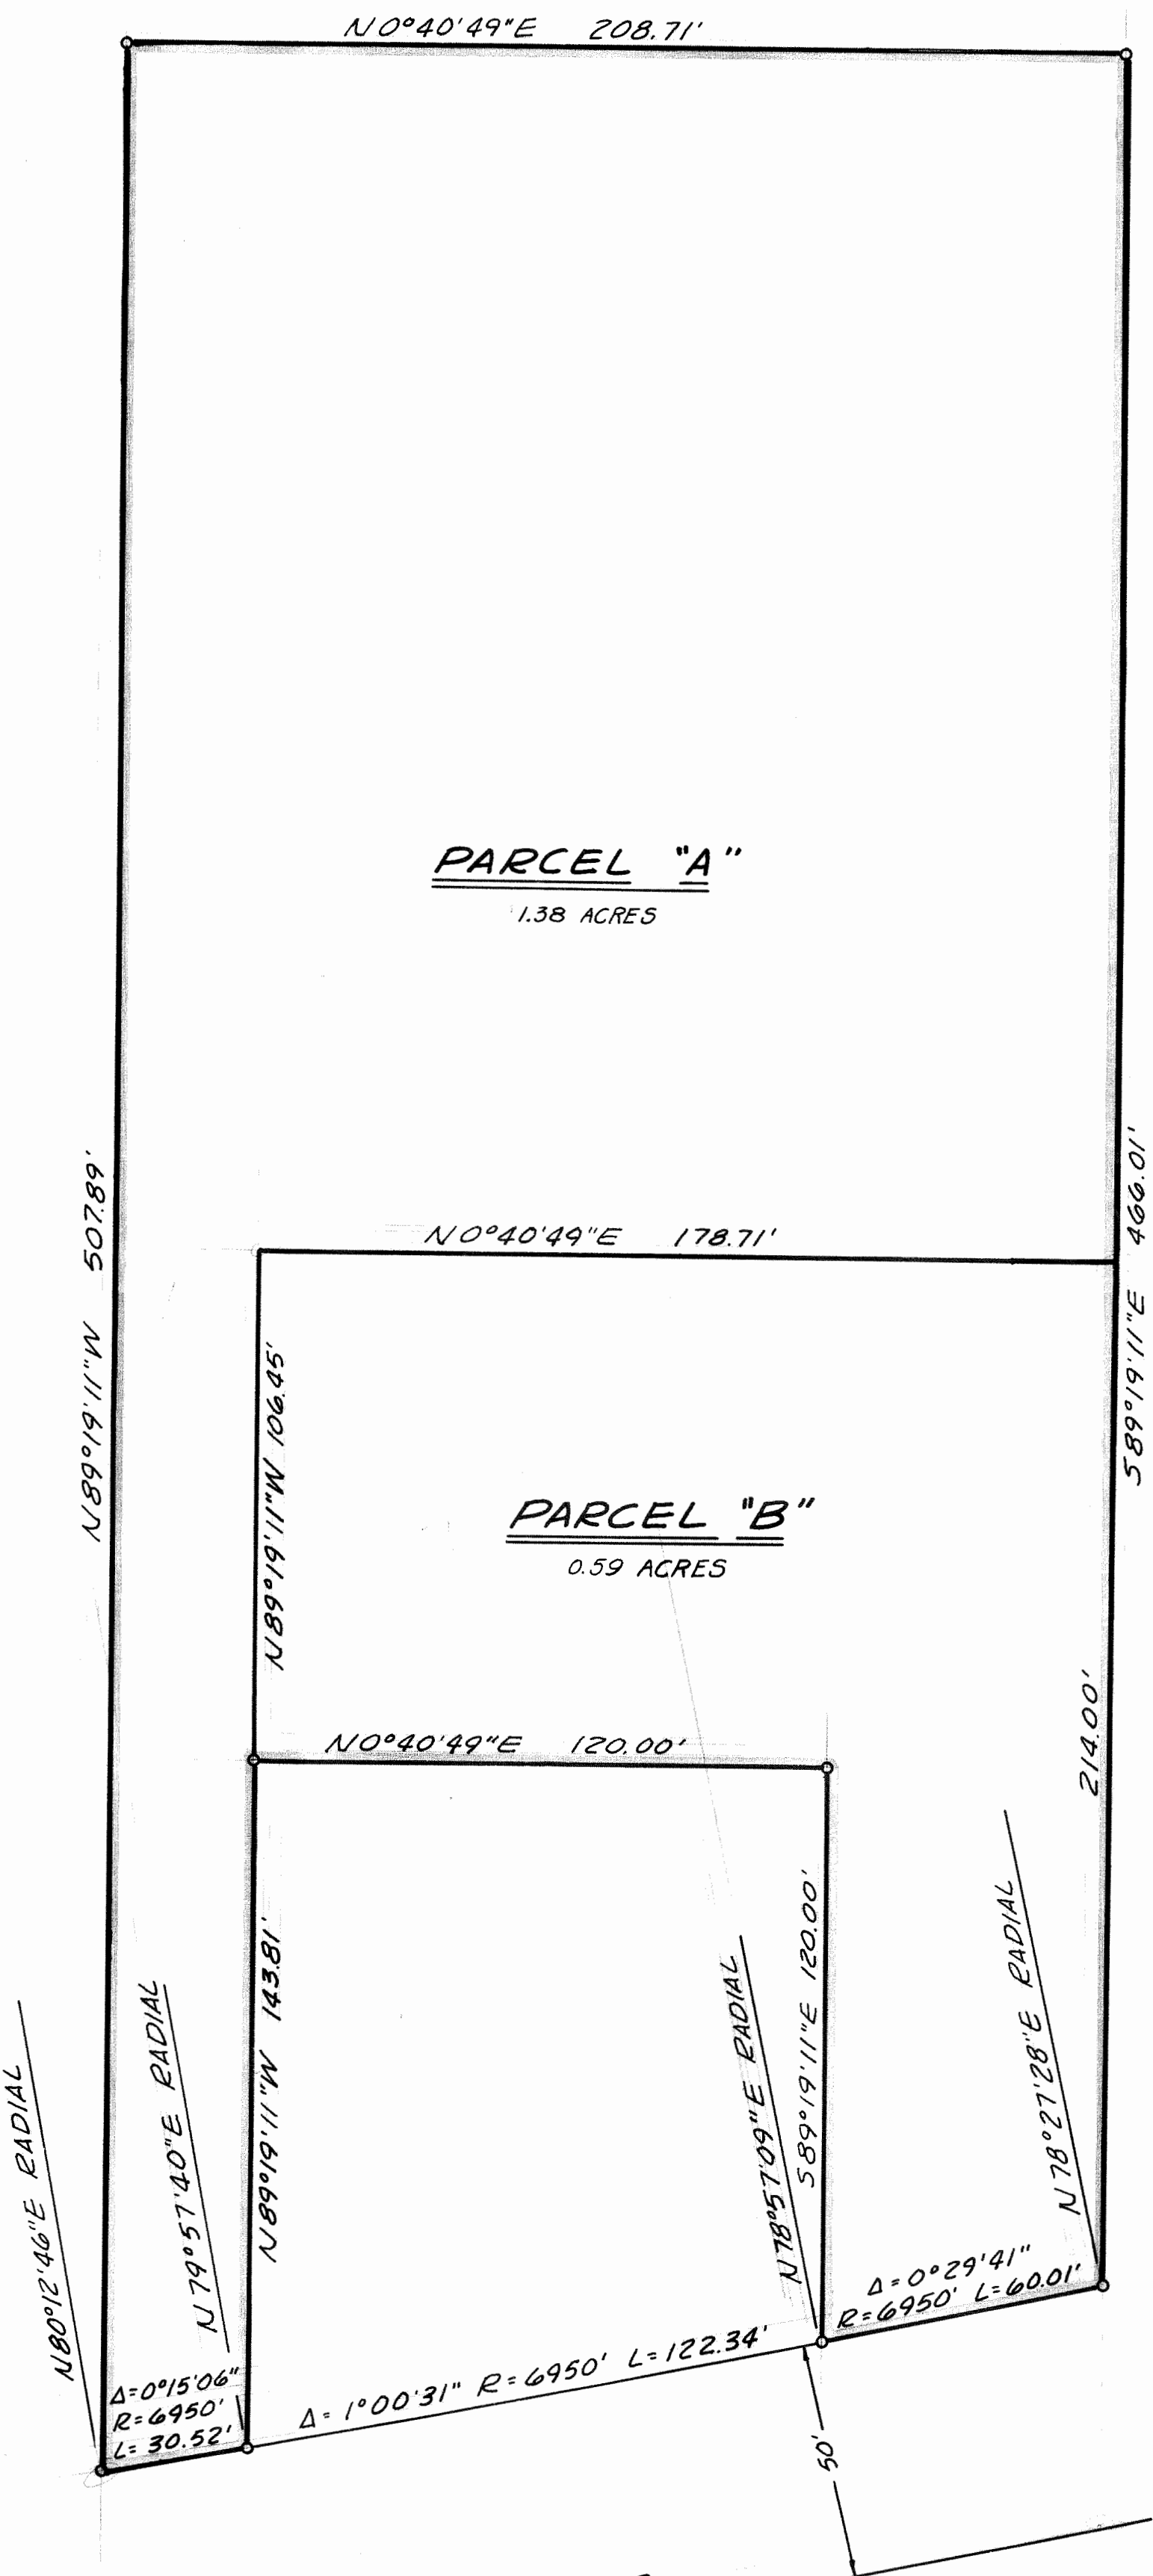 N0°40'49"E 208.71'
PARCEL "A"
1.38 ACRES
N89°19'11"W 507.89'
S89°19'11"E 466.01'
N0°40'49"E 178.71'
N89°19'11"W 106.45'
PARCEL "B"
0.59 ACRES
214.00'
N0°40'49"E 120.00'
N89°19'11"W 143.81'
S89°19'11"E 120.00'
N80°12'46"E RADIAL
N79°57'40"E RADIAL
N78°57'09"E RADIAL
N78°27'28"E RADIAL
Δ=0°29'41"
R=6950' L=60.01'
Δ=1°00'31" R=6950' L=122.34'
Δ=0°15'06"
R=6950'
L=30.52'
50'